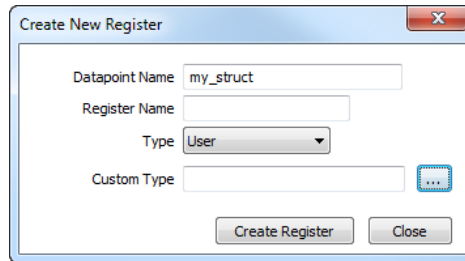 Create New Register
Datapoint Name my_struct
Register Name
Type User
Custom Type ...
Create Register Close